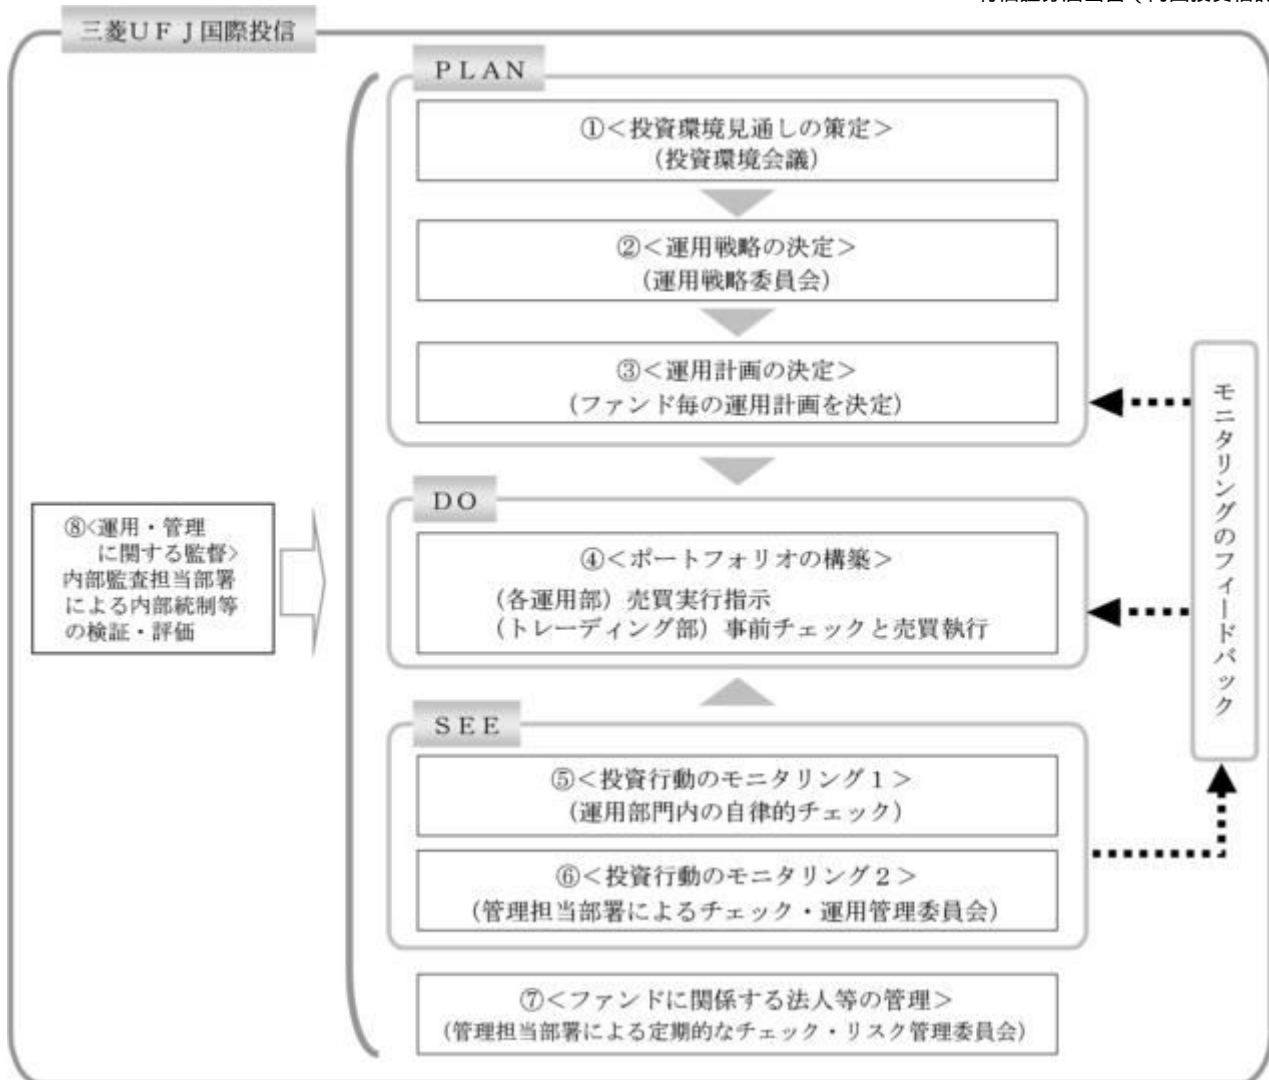 三菱ＵＦＪ国際投信
ＰＬＡＮ
①＜投資環境見通しの策定＞
（投資環境会議）
②＜運用戦略の決定＞
（運用戦略委員会）
③＜運用計画の決定＞
（ファンド毎の運用計画を決定）
ＤＯ
④＜ポートフォリオの構築＞
（各運用部）売買実行指示
（トレーディング部）事前チェックと売買執行
ＳＥＥ
⑤＜投資行動のモニタリング１＞
（運用部門内の自律的チェック）
⑥＜投資行動のモニタリング２＞
（管理担当部署によるチェック・運用管理委員会）
⑦＜ファンドに関係する法人等の管理＞
（管理担当部署による定期的なチェック・リスク管理委員会）
⑧<運用・管理
に関する監督>
内部監査担当部署
による内部統制等
の検証・評価
モニタリングのフィードバック